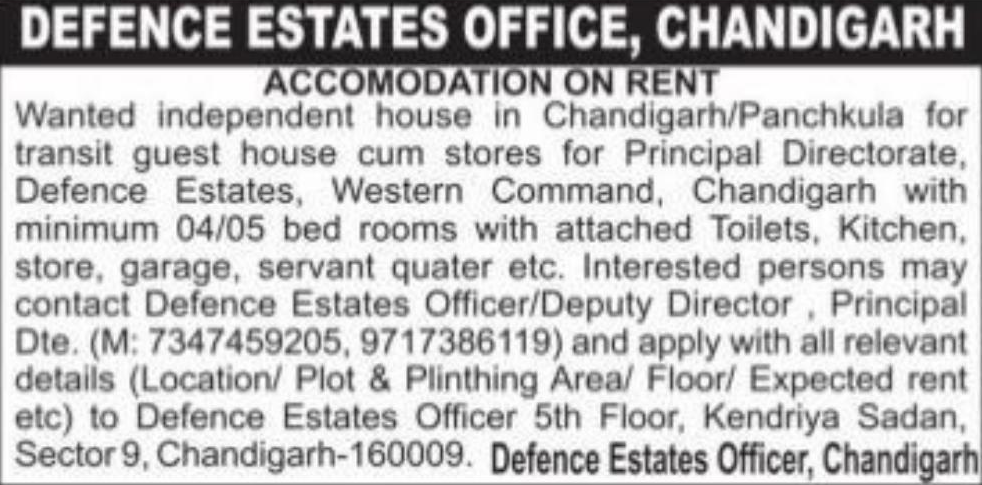 DEFENCE ESTATES OFFICE, CHANDIGARH
ACCOMODATION ON RENT
Wanted independent house in Chandigarh/Panchkula for
transit guest house cum stores for Principal Directorate,
Defence Estates, Western Command, Chandigarh with
minimum 04/05 bed rooms with attached Toilets, Kitchen,
store, garage, servant quater etc. Interested persons may
contact Defence Estates Officer/Deputy Director , Principal
Dte. (M: 7347459205, 9717386119) and apply with all relevant
details (Location/ Plot & Plinthing Area/ Floor/ Expected rent
etc) to Defence Estates Officer 5th Floor, Kendriya Sadan,
Sector 9, Chandigarh-160009. Defence Estates Officer, Chandigarh